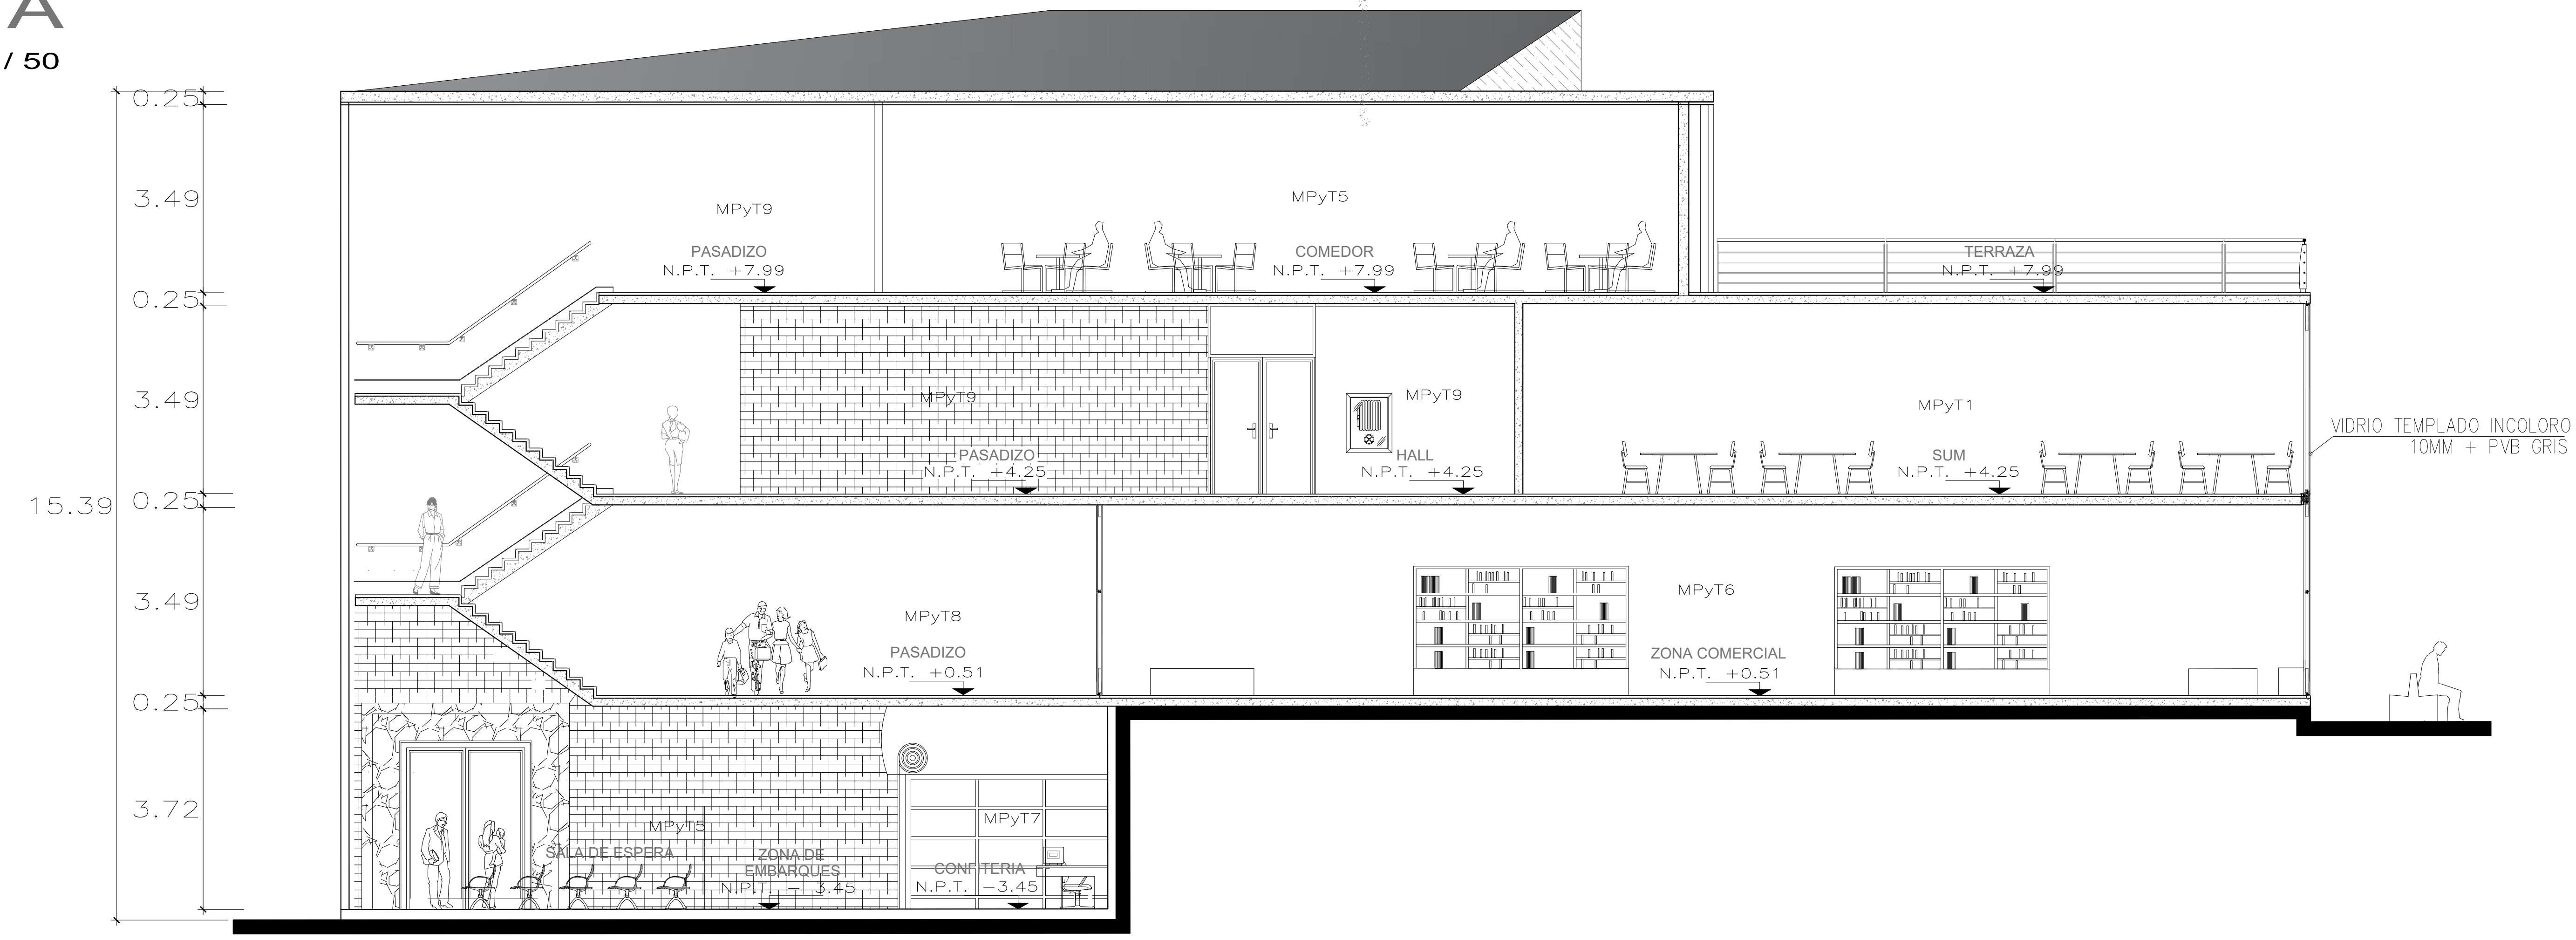 A
/ 50
0.25
3.49
0.25
3.49
0.25
3.49
0.25
3.72
15.39
MPyT9
PASADIZO
N.P.T. +7.99
MPyT5
COMEDOR
N.P.T. +7.99
TERRAZA
N.P.T. +7.99
MPyT9
PASADIZO
N.P.T. +4.25
MPyT9
HALL
N.P.T. +4.25
MPyT1
SUM
N.P.T. +4.25
VIDRIO TEMPLADO INCOLORO
10MM + PVB GRIS
MPyT8
PASADIZO
N.P.T. +0.51
MPyT6
ZONA COMERCIAL
N.P.T. +0.51
MPyT5
SALA DE ESPERA
ZONA DE
EMBARQUES
N.P.T. - 3.45
MPyT7
CONFITERIA
N.P.T. -3.45